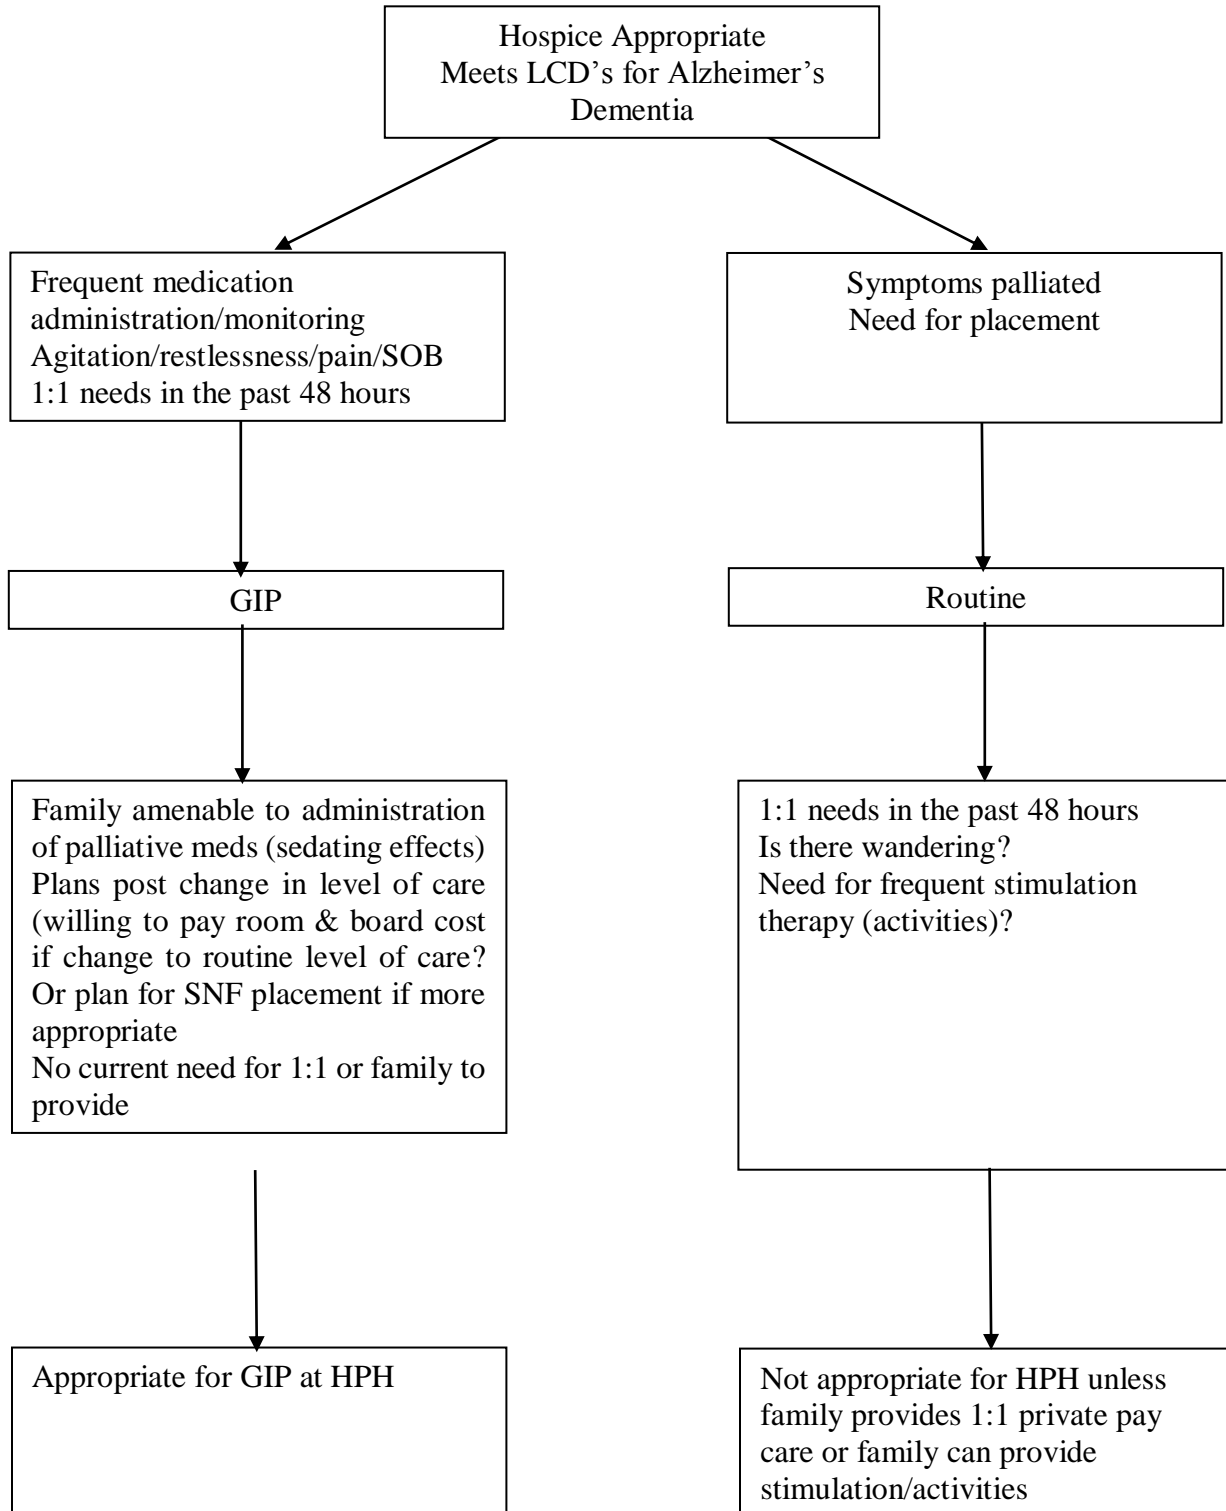 Hospice Appropriate
Meets LCD’s for Alzheimer’s
Dementia
Frequent medication
administration/monitoring
Agitation/restlessness/pain/SOB
1:1 needs in the past 48 hours
Symptoms palliated
Need for placement
GIP
Routine
Family amenable to administration
of palliative meds (sedating effects)
Plans post change in level of care
(willing to pay room & board cost
if change to routine level of care?
Or plan for SNF placement if more
appropriate
No current need for 1:1 or family to
provide
1:1 needs in the past 48 hours
Is there wandering?
Need for frequent stimulation
therapy (activities)?
Appropriate for GIP at HPH
Not appropriate for HPH unless
family provides 1:1 private pay
care or family can provide
stimulation/activities